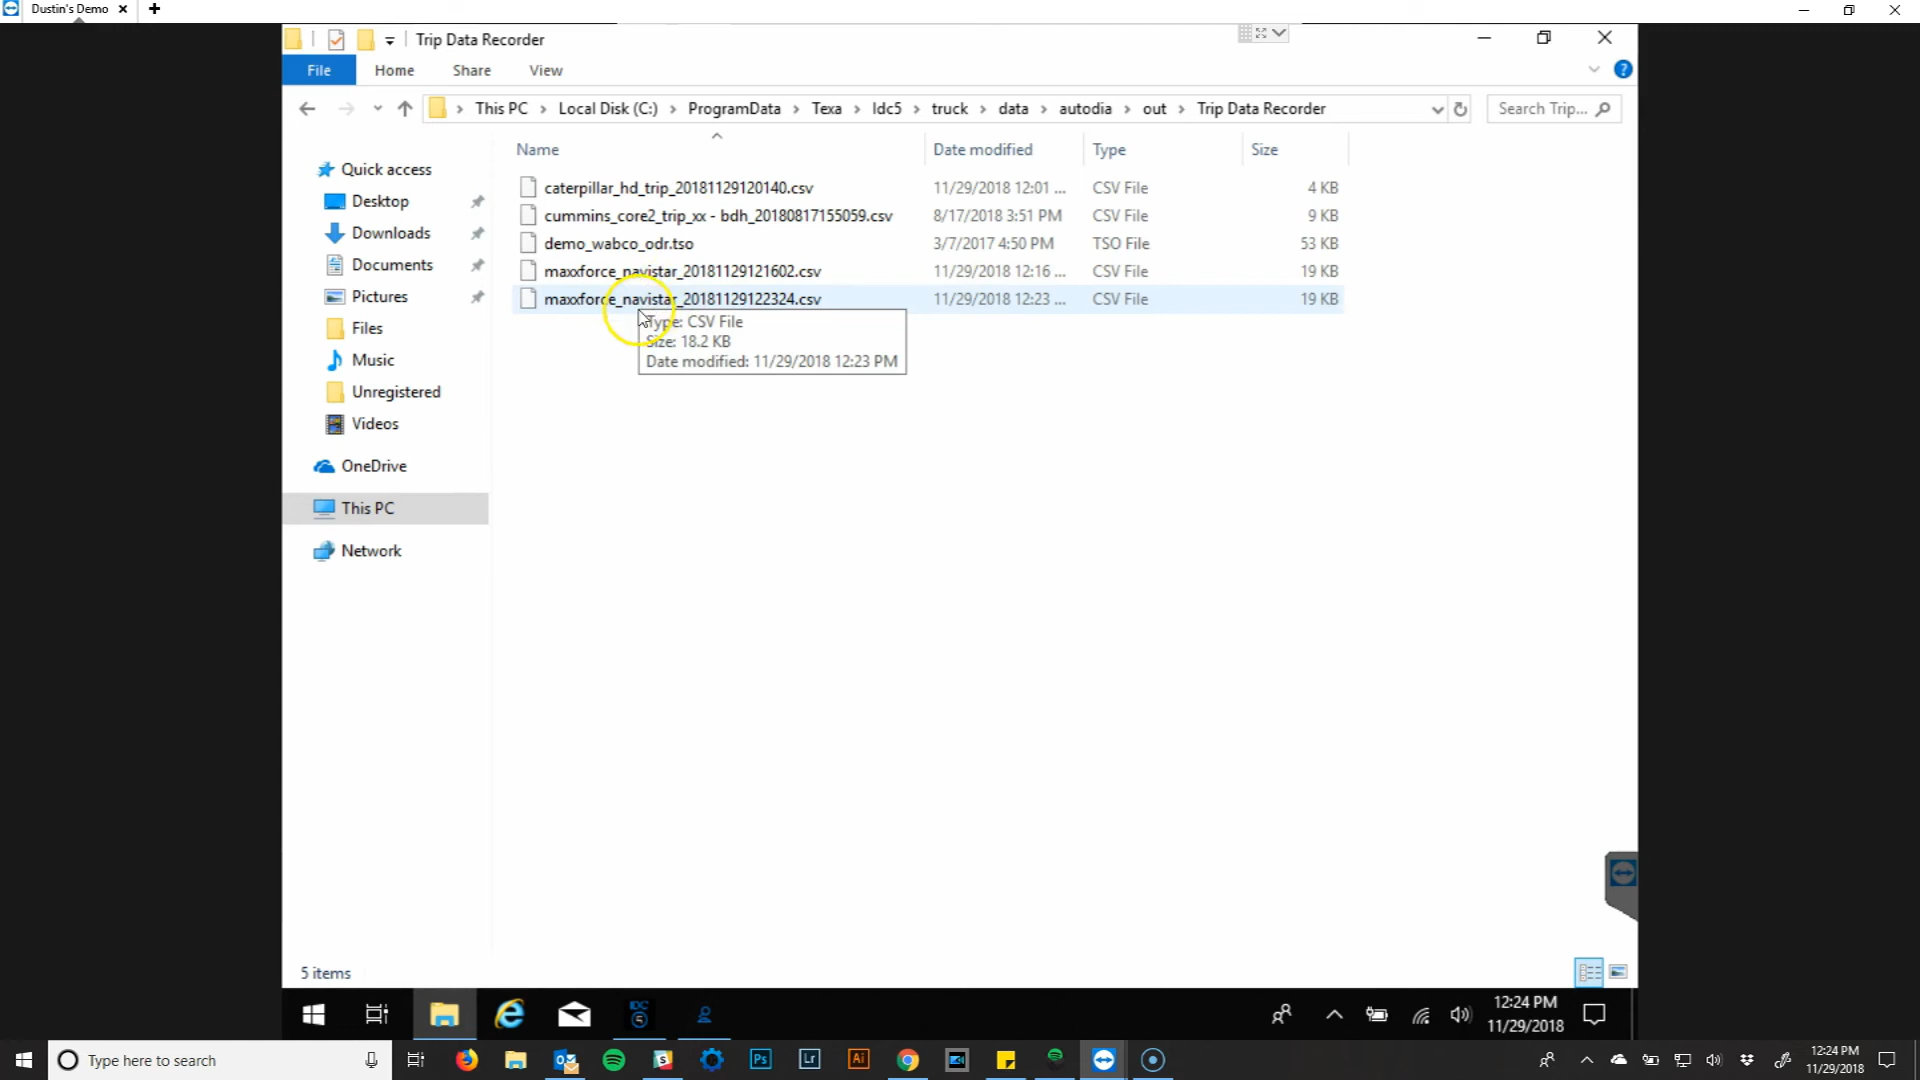 Dustin's Demo
Trip Data Recorder
File Home Share View
This PC Local Disk (C:) ProgramData Texa Idc5 truck data autodia out Trip Data Recorder Search Trip...
Name Date modified Type Size
Quick access
Desktop
Downloads
Documents
Pictures
Files
Music
Unregistered
Videos
OneDrive
This PC
Network
caterpillar_hd_trip_20181129120140.csv 11/29/2018 12:01 ... CSV File 4 KB
cummins_core2_trip_xx - bdh_20180817155059.csv 8/17/2018 3:51 PM CSV File 9 KB
demo_wabco_odr.tso 3/7/2017 4:50 PM TSO File 53 KB
maxxforce_navistar_20181129121602.csv 11/29/2018 12:16 ... CSV File 19 KB
maxxforce_navistar_20181129122324.csv 11/29/2018 12:23 ... CSV File 19 KB
Type: CSV File
Size: 18.2 KB
Date modified: 11/29/2018 12:23 PM
5 items
IDC
5
12:24 PM
11/29/2018
Type here to search
Ps Lr Ai
12:24 PM
11/29/2018